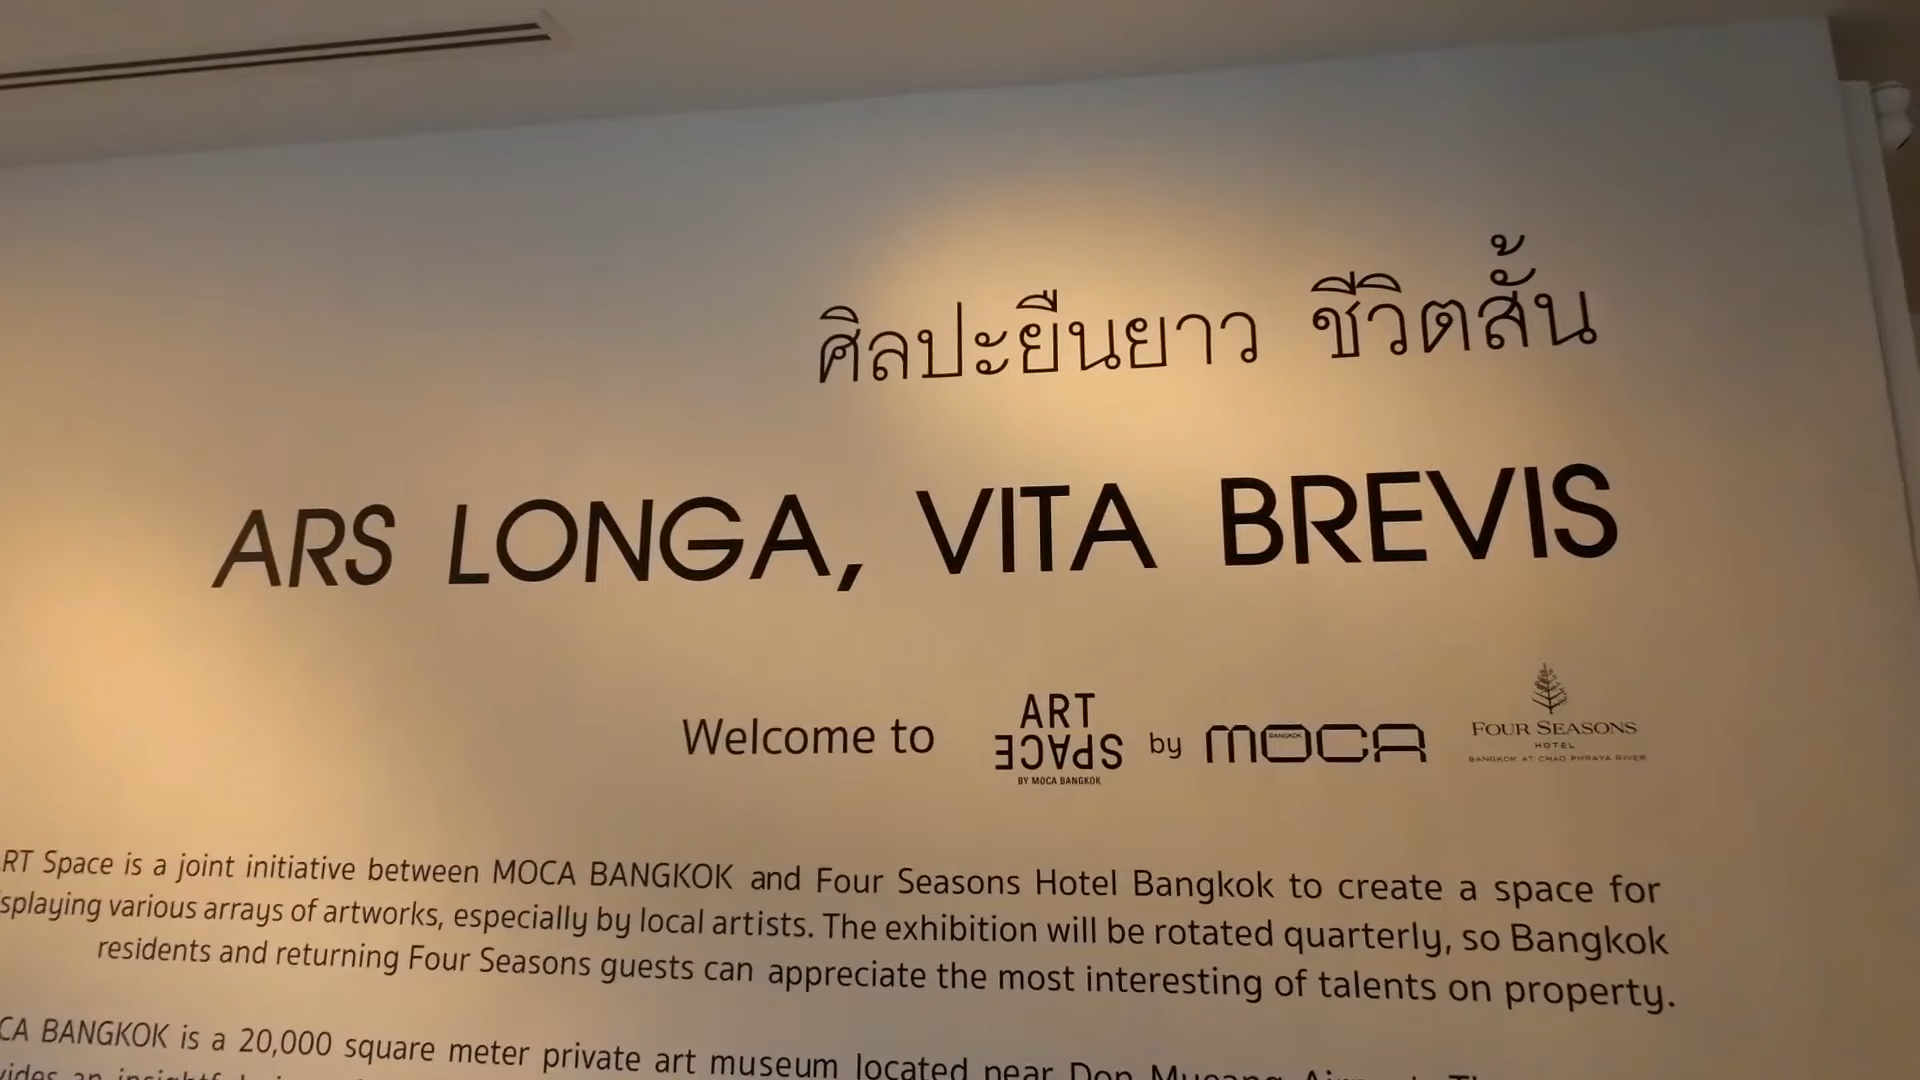 ศิลปะยืนยาว ชีวิตสั้น
ARS LONGA, VITA BREVIS
Welcome to ART SPACE BY MOCA BANGKOK by MOCA BANGKOK FOUR SEASONS HOTEL BANGKOK AT CHAO PHRAYA RIVER
RT Space is a joint initiative between MOCA BANGKOK and Four Seasons Hotel Bangkok to create a space for
splaying various arrays of artworks, especially by local artists. The exhibition will be rotated quarterly, so Bangkok
residents and returning Four Seasons guests can appreciate the most interesting of talents on property.
CA BANGKOK is a 20,000 square meter private art museum located near Don Mueang